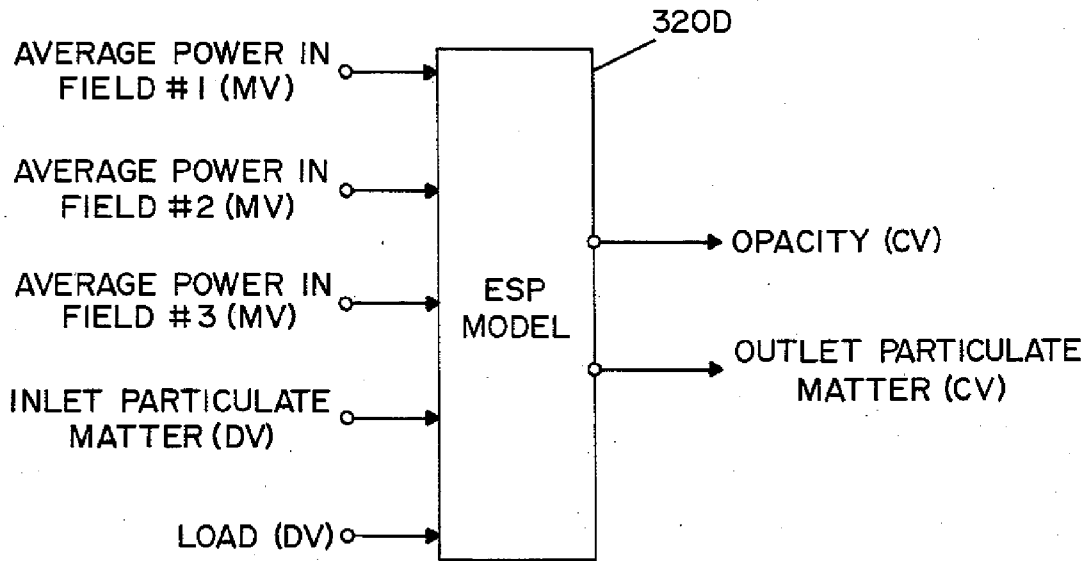 320D
AVERAGE POWER IN
FIELD #1 (MV)
AVERAGE POWER IN
FIELD #2 (MV)
AVERAGE POWER IN
FIELD #3 (MV)
INLET PARTICULATE
MATTER (DV)
LOAD (DV)
ESP
MODEL
OPACITY (CV)
OUTLET PARTICULATE
MATTER (CV)